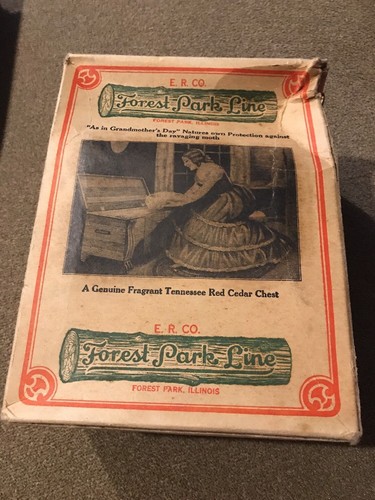 E. R. CO.
Forest Park Line
FOREST PARK, ILLINOIS
"As in Grandmother's Day" Natures own Protection against
the ravaging moth
A Genuine Fragrant Tennessee Red Cedar Chest
E. R. CO.
Forest Park Line
FOREST PARK, ILLINOIS